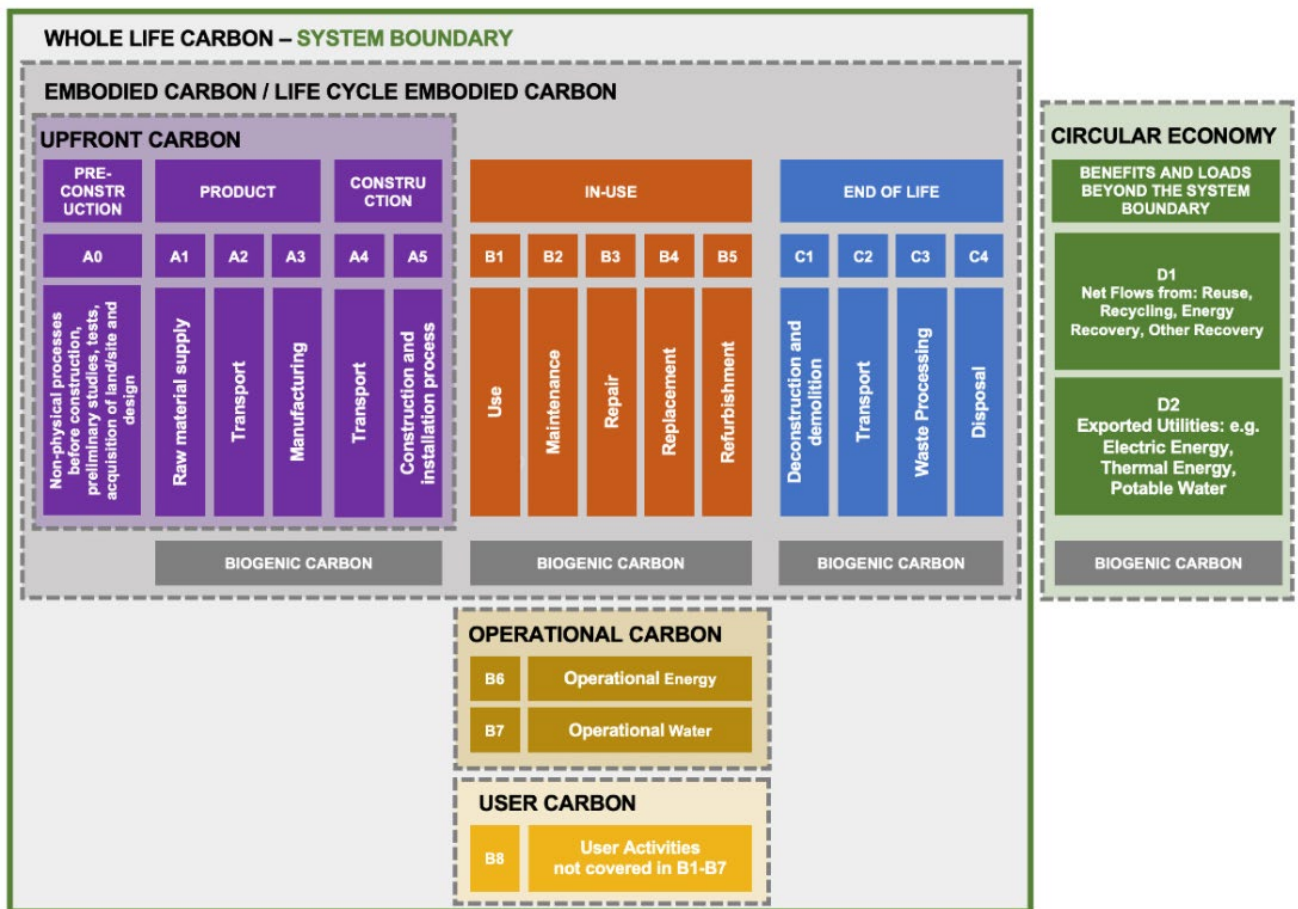 WHOLE LIFE CARBON – SYSTEM BOUNDARY
EMBODIED CARBON / LIFE CYCLE EMBODIED CARBON
UPFRONT CARBON
PRE-
CONSTR
UCTION
PRODUCT
CONSTRU
CTION
IN-USE
END OF LIFE
A0
A1
A2
A3
A4
A5
B1
B2
B3
B4
B5
C1
C2
C3
C4
Non-physical processes
before construction,
preliminary studies, tests,
acquisition of land/site and
design
Raw material supply
Transport
Manufacturing
Transport
Construction and
installation process
Use
Maintenance
Repair
Replacement
Refurbishment
Deconstruction and
demolition
Transport
Waste Processing
Disposal
BIOGENIC CARBON
BIOGENIC CARBON
BIOGENIC CARBON
CIRCULAR ECONOMY
BENEFITS AND LOADS
BEYOND THE SYSTEM
BOUNDARY
D1
Net Flows from: Reuse,
Recycling, Energy
Recovery, Other Recovery
D2
Exported Utilities: e.g.
Electric Energy,
Thermal Energy,
Potable Water
BIOGENIC CARBON
OPERATIONAL CARBON
B6
Operational Energy
B7
Operational Water
USER CARBON
B8
User Activities
not covered in B1-B7